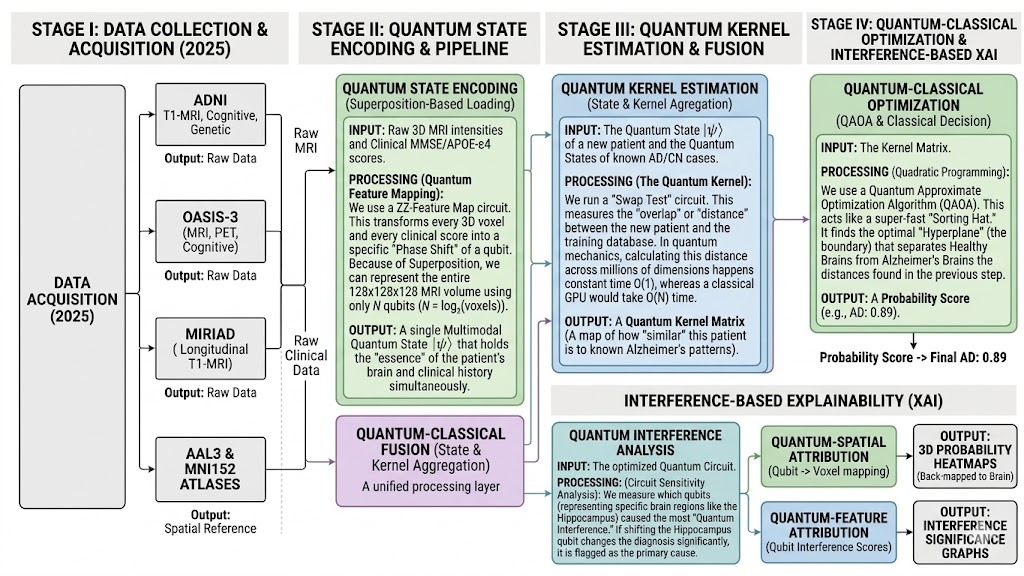 STAGE I: DATA COLLECTION &
ACQUISITION (2025)
STAGE II: QUANTUM STATE
ENCODING & PIPELINE
STAGE III: QUANTUM KERNEL
ESTIMATION & FUSION
STAGE IV: QUANTUM-CLASSICAL
OPTIMIZATION &
INTERFERENCE-BASED XAI
DATA
ACQUISITION
(2025)
ADNI
T1-MRI, Cognitive,
Genetic
Output: Raw Data
OASIS-3
(MRI, PET,
Cognitive)
Output: Raw Data
MIRIAD
( Longitudinal
T1-MRI)
Output: Raw Data
AAL3 &
MNI152
ATLASES
Output:
Spatial Reference
Raw
MRI
Raw
Clinical
Data
QUANTUM STATE ENCODING
(Superposition-Based Loading)
INPUT: Raw 3D MRI intensities
and Clinical MMSE/APOE-ε4
scores.
PROCESSING (Quantum
Feature Mapping):
We use a ZZ-Feature Map circuit.
This transforms every 3D voxel
and every clinical score into a
specific "Phase Shift" of a qubit.
Because of Superposition, we
can represent the entire
128x128x128 MRI volume using
only N qubits (N = log₂(voxels)).
OUTPUT: A single Multimodal
Quantum State |ψ⟩ that holds
the "essence" of the patient's
brain and clinical history
simultaneously.
QUANTUM-CLASSICAL
FUSION (State &
Kernel Aggregation)
A unified processing layer
QUANTUM KERNEL ESTIMATION
(State & Kernel Agregation)
INPUT: The Quantum State |ψ⟩
of a new patient and the Quantum
States of known AD/CN cases.
PROCESSING (The Quantum Kernel):
We run a "Swap Test" circuit. This
measures the "overlap" or "distance"
between the new patient and the
training database. In quantum
mechanics, calculating this distance
across millions of dimensions happens
constant time O(1), whereas a classical
GPU would take O(N) time.
OUTPUT: A Quantum Kernel Matrix
(A map of how "similar" this patient
is to known Alzheimer's patterns).
QUANTUM-CLASSICAL
OPTIMIZATION
(QAOA & Classical Decision)
INPUT: The Kernel Matrix.
PROCESSING (Quadratic Programming):
We use a Quantum Approximate
Optimization Algorithm (QAOA). This
acts like a super-fast "Sorting Hat."
It finds the optimal "Hyperplane" (the
boundary) that separates Healthy
Brains from Alzheimer's Brains the
distances found in the previous step.
OUTPUT: A Probability Score
(e.g., AD: 0.89).
Probability Score -> Final AD: 0.89
INTERFERENCE-BASED EXPLAINABILITY (XAI)
QUANTUM INTERFERENCE
ANALYSIS
INPUT: The optimized Quantum Circuit.
PROCESSING: (Circuit Sensitivity
Analysis): We measure which qubits
(representing specific brain regions like the
Hippocampus) caused the most "Quantum
Interference." If shifting the Hippocampus
qubit changes the diagnosis significantly,
it is flagged as the primary cause.
QUANTUM-SPATIAL
ATTRIBUTION
(Qubit -> Voxel mapping)
OUTPUT:
3D PROBABILITY
HEATMAPS
(Back-mapped to Brain)
QUANTUM-FEATURE
ATTRIBUTION
(Qubit Interference Scores)
OUTPUT:
INTERFERENCE
SIGNIFICANCE
GRAPHS